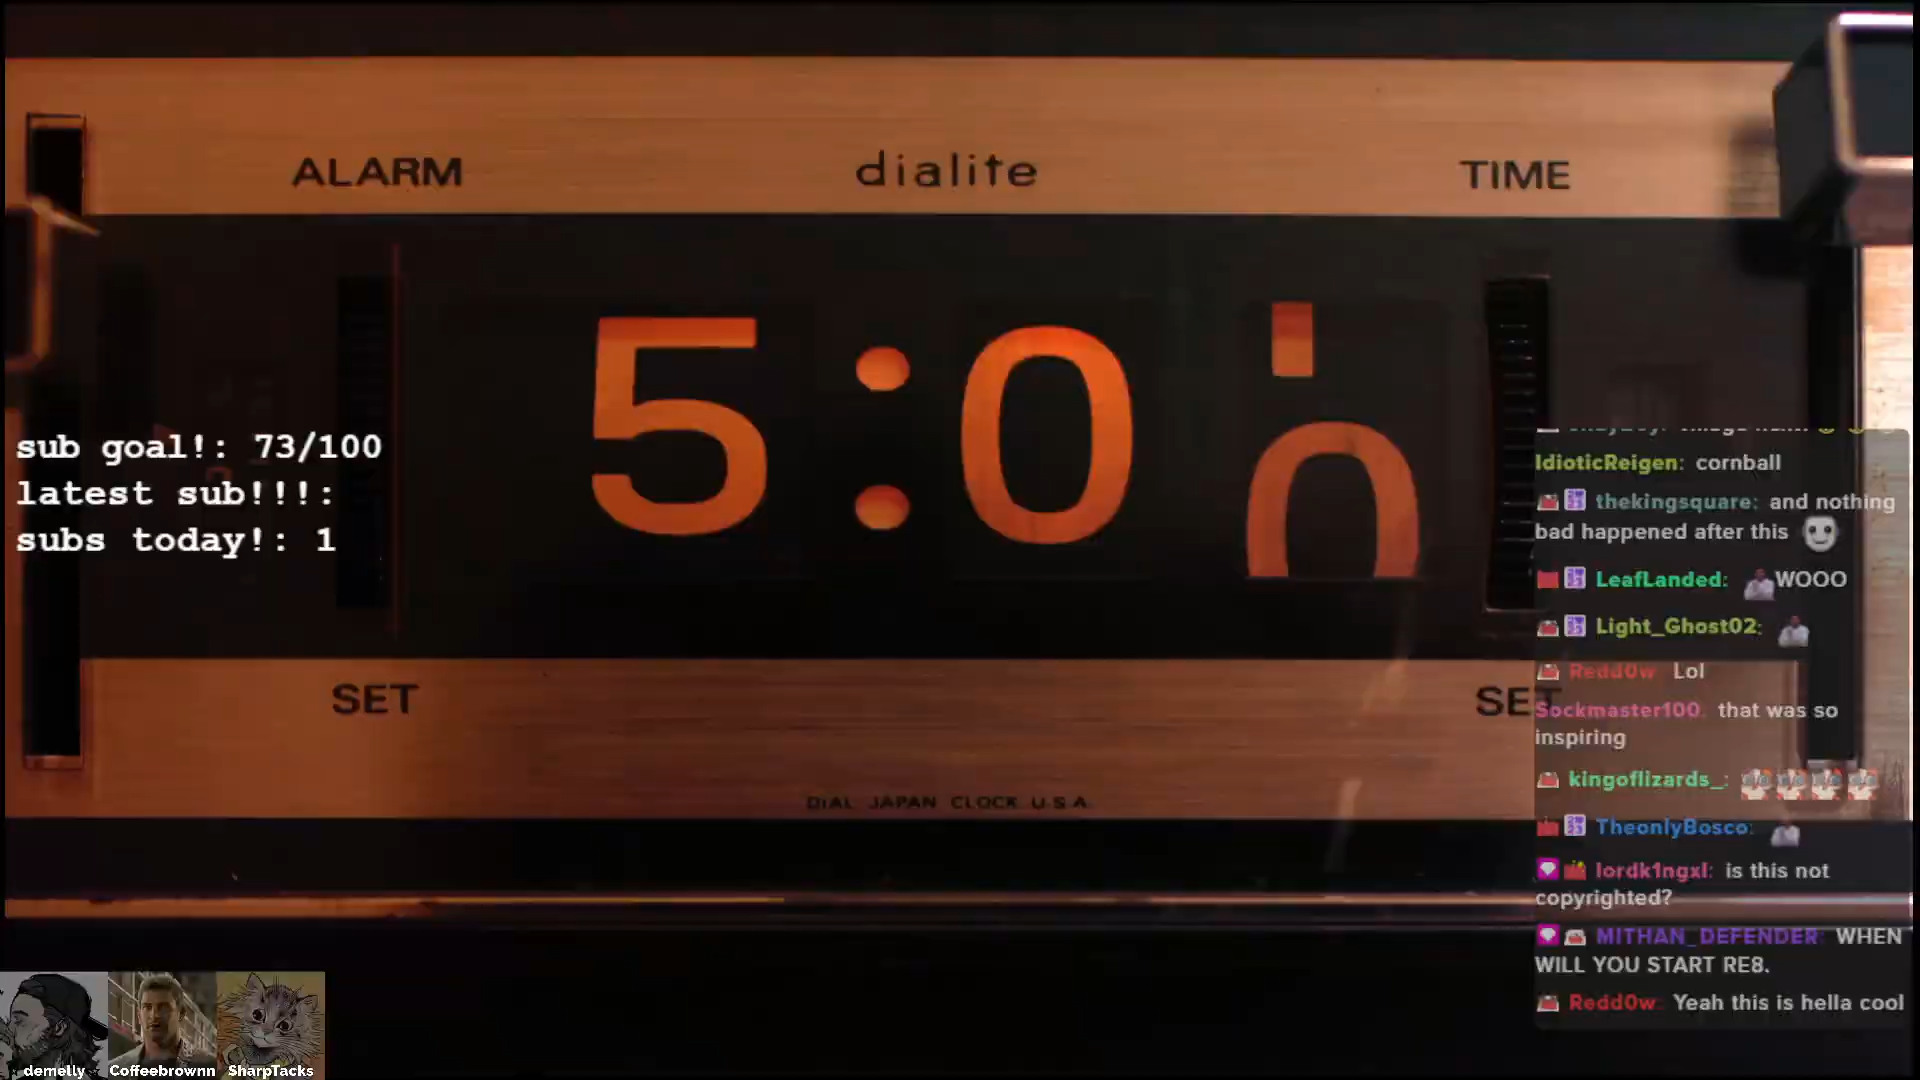 ALARM
dialite
TIME
5:0
sub goal!: 73/100
latest sub!!!:
subs today!: 1
SET
SET
DIAL JAPAN CLOCK U.S.A.
IdioticReigen: cornball
thekingsquare: and nothing
bad happened after this
LeafLanded: WOOO
Light_Ghost02:
Redd0w: Lol
Sockmaster100: that was so
inspiring
kingoflizards_:
TheonlyBosco:
lordk1ngxl: is this not
copyrighted?
MITHAN_DEFENDER: WHEN
WILL YOU START RE8.
Redd0w: Yeah this is hella cool
demelly
Coffeebrownn
SharpTacks